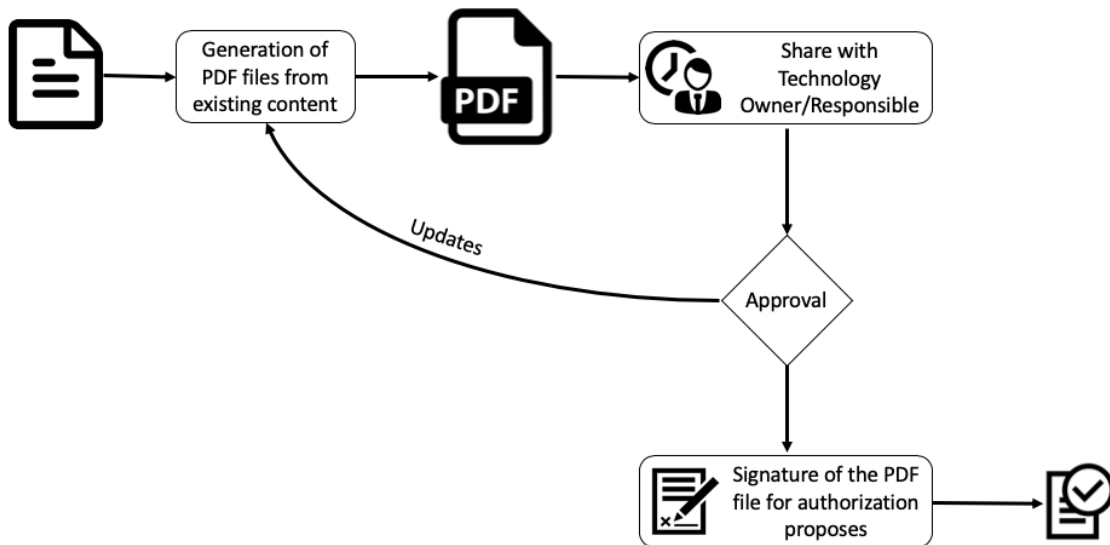 Generation of
PDF files from
existing content
PDF
Share with
Technology
Owner/Responsible
Updates
Approval
Signature of the PDF
file for authorization
proposes